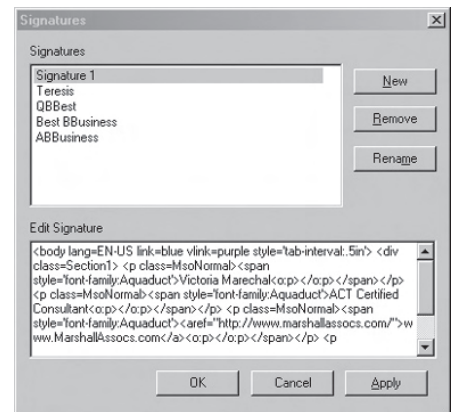 Signatures
Signatures
Signature 1
Teresis
QBBest
Best BBusiness
ABBusiness
New
Remove
Rename
Edit Signature
<body lang=EN-US link=blue vlink=purple style='tab-interval:.5in'> <div
class=Section1> <p class=MsoNormal><span
style='font-family:Aquaduct'>Victoria Marechal<o:p></o:p></span></p>
<p class=MsoNormal><span style='font-family:Aquaduct'>ACT Certified
Consultant<o:p></o:p></span></p> <p class=MsoNormal><span
style='font-family:Aquaduct'><aref="http://www.marshallassocs.com/">w
ww.MarshallAssocs.com</a><o:p></o:p></span></p> <p
OK
Cancel
Apply